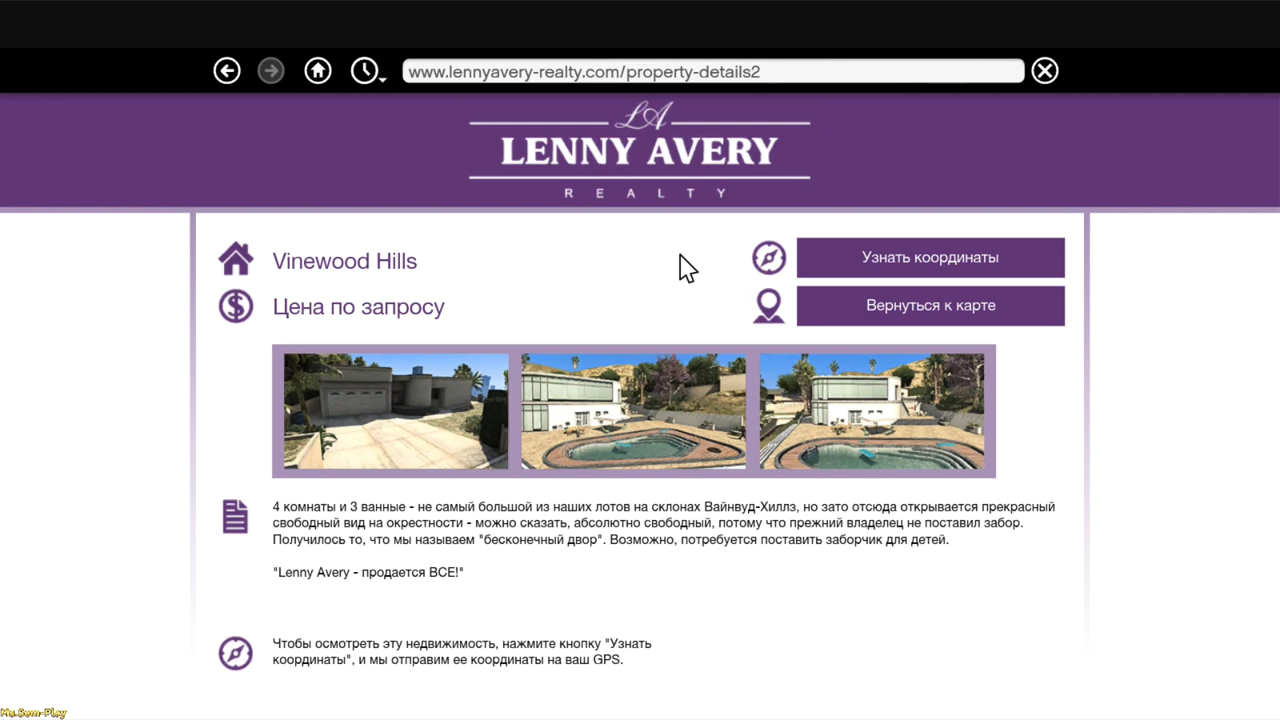 www.lennyavery-realty.com/property-details2
LA
LENNY AVERY
REALTY
Vinewood Hills
Узнать координаты
Цена по запросу
Вернуться к карте
4 комнаты и 3 ванные - не самый большой из наших лотов на склонах Вайнвуд-Хиллз, но зато отсюда открывается прекрасный
свободный вид на окрестности - можно сказать, абсолютно свободный, потому что прежний владелец не поставил забор.
Получилось то, что мы называем "бесконечный двор". Возможно, потребуется поставить заборчик для детей.
"Lenny Avery - продается ВСЕ!"
Чтобы осмотреть эту недвижимость, нажмите кнопку "Узнать
координаты", и мы отправим ее координаты на ваш GPS.
Ms.Sam-Play